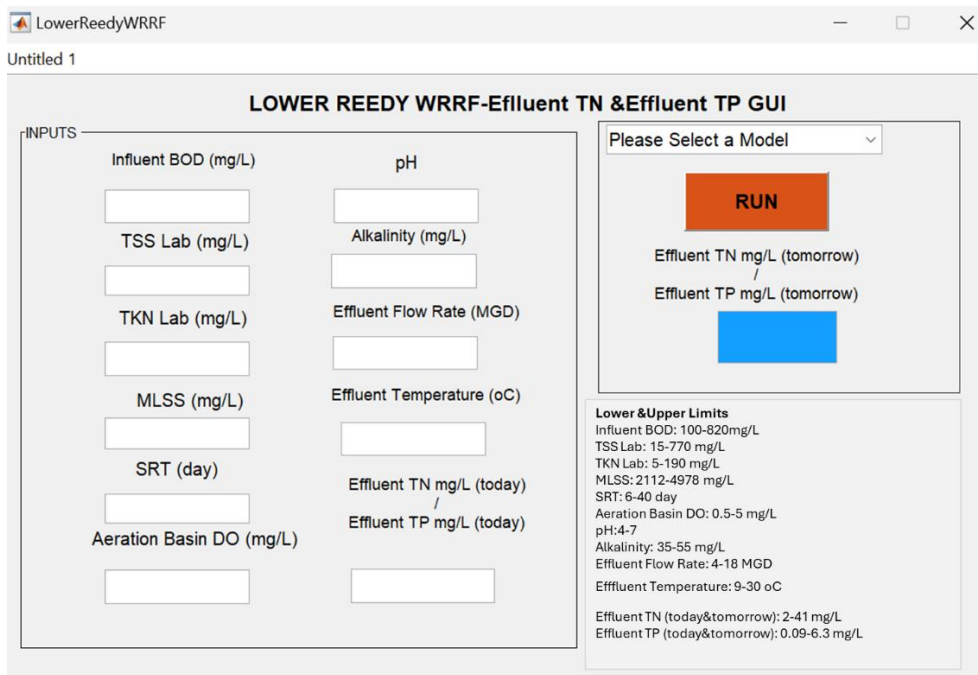 LowerReedyWRRF
Untitled 1
LOWER REEDY WRRF-Eflluent TN &Effluent TP GUI
INPUTS
Influent BOD (mg/L)
TSS Lab (mg/L)
TKN Lab (mg/L)
MLSS (mg/L)
SRT (day)
Aeration Basin DO (mg/L)
pH
Alkalinity (mg/L)
Effluent Flow Rate (MGD)
Effluent Temperature (oC)
Effluent TN mg/L (today)
/
Effluent TP mg/L (today)
Please Select a Model
RUN
Effluent TN mg/L (tomorrow)
/
Effluent TP mg/L (tomorrow)
Lower &Upper Limits
Influent BOD: 100-820mg/L
TSS Lab: 15-770 mg/L
TKN Lab: 5-190 mg/L
MLSS: 2112-4978 mg/L
SRT: 6-40 day
Aeration Basin DO: 0.5-5 mg/L
pH:4-7
Alkalinity: 35-55 mg/L
Effluent Flow Rate: 4-18 MGD
Efffluent Temperature: 9-30 oC
Effluent TN (today&tomorrow): 2-41 mg/L
Effluent TP (today&tomorrow): 0.09-6.3 mg/L